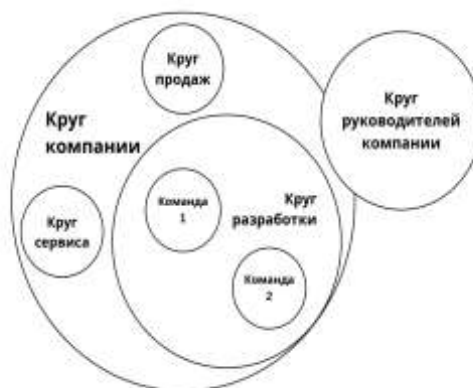 Круг
продаж
Круг
компании
Круг
руководителей
компании
Команда
1
Круг
разработки
Круг
сервиса
Команда
2